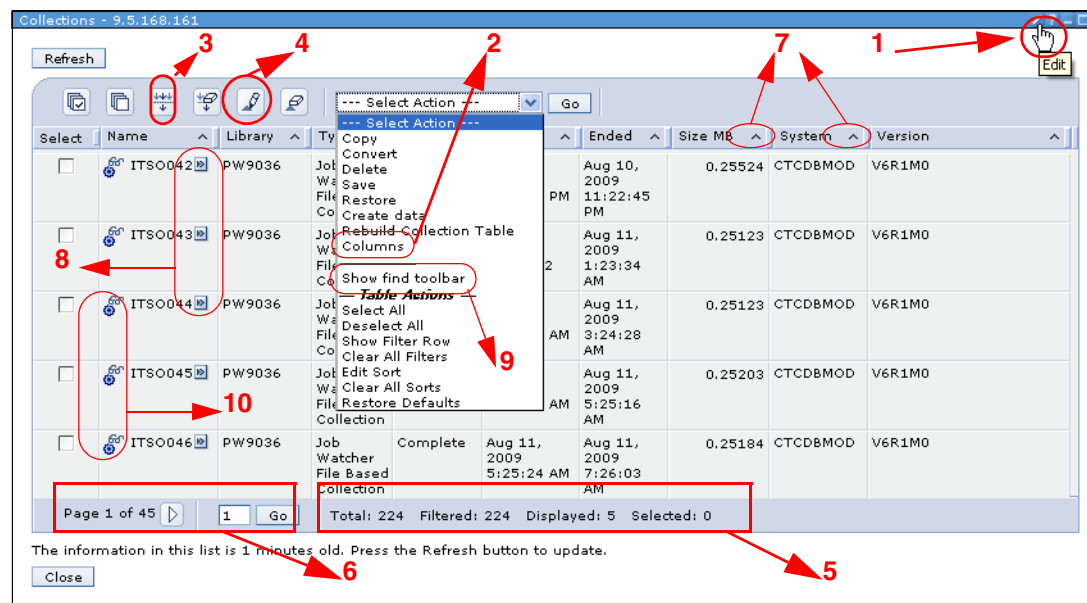 Collections - 9.5.168.161
3 4 2 7 1
Refresh
Edit
--- Select Action --- Go
Select Name Library Ty Ended Size MB System Version
--- Select Action ---
Copy
Convert
Delete
Save
Restore
Create data
Rebuild Collection Table
Columns
Show find toolbar
— Table Actions —
Select All
Deselect All
Show Filter Row
Clear All Filters
Edit Sort
Clear All Sorts
Restore Defaults
ITSO042 PW9036 Job PM Aug 10, 2009 11:22:45 PM 0.25524 CTCDBMOD V6R1M0
ITSO043 PW9036 2 Aug 11, 2009 1:23:34 AM 0.25123 CTCDBMOD V6R1M0
8
ITSO044 PW9036 AM Aug 11, 2009 3:24:28 AM 0.25123 CTCDBMOD V6R1M0
9
ITSO045 PW9036 Collection AM Aug 11, 2009 5:25:16 AM 0.25203 CTCDBMOD V6R1M0
10
ITSO046 PW9036 Job Watcher File Based Collection Complete Aug 11, 2009 5:25:24 AM Aug 11, 2009 7:26:03 AM 0.25184 CTCDBMOD V6R1M0
Page 1 of 45 1 Go Total: 224 Filtered: 224 Displayed: 5 Selected: 0
The information in this list is 1 minutes old. Press the Refresh button to update.
6 5
Close